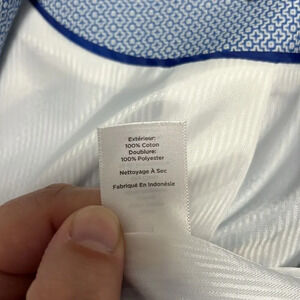 Extérieur:
100% Coton
Doublure:
100% Polyester
Nettoyage À Sec
Fabriqué En Indonésie